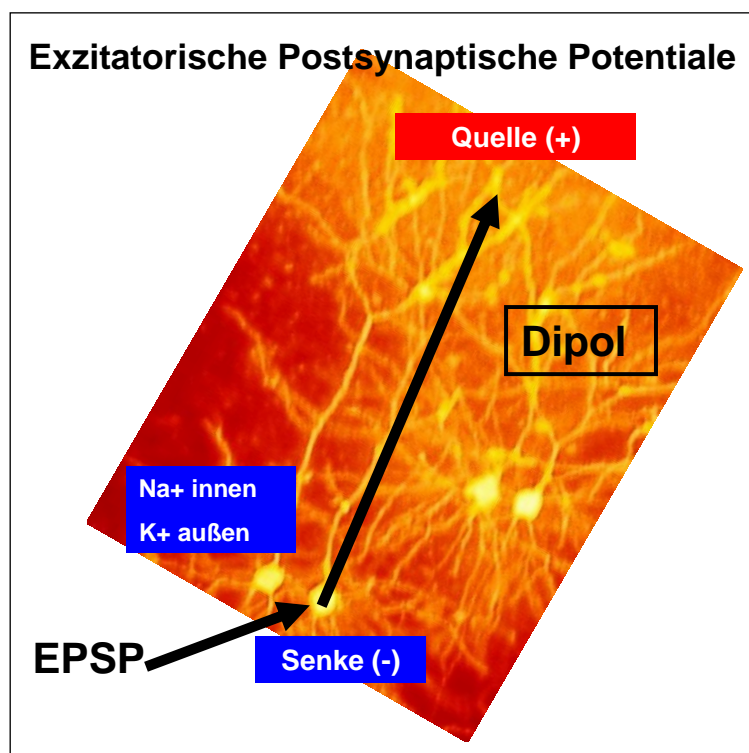 Exzitatorische Postsynaptische Potentiale
Quelle (+)
Dipol
Na+ innen
K+ außen
EPSP
Senke (-)